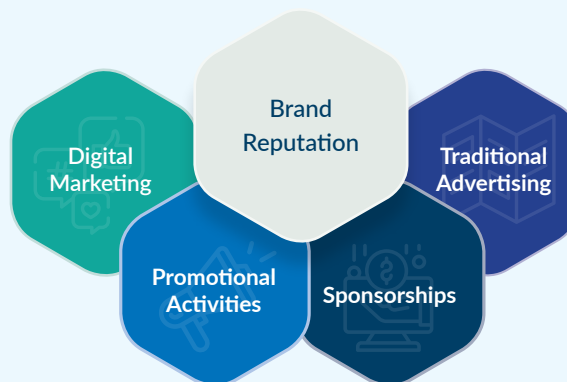 Brand
Reputation
Digital
Marketing
Traditional
Advertising
Promotional
Activities
Sponsorships